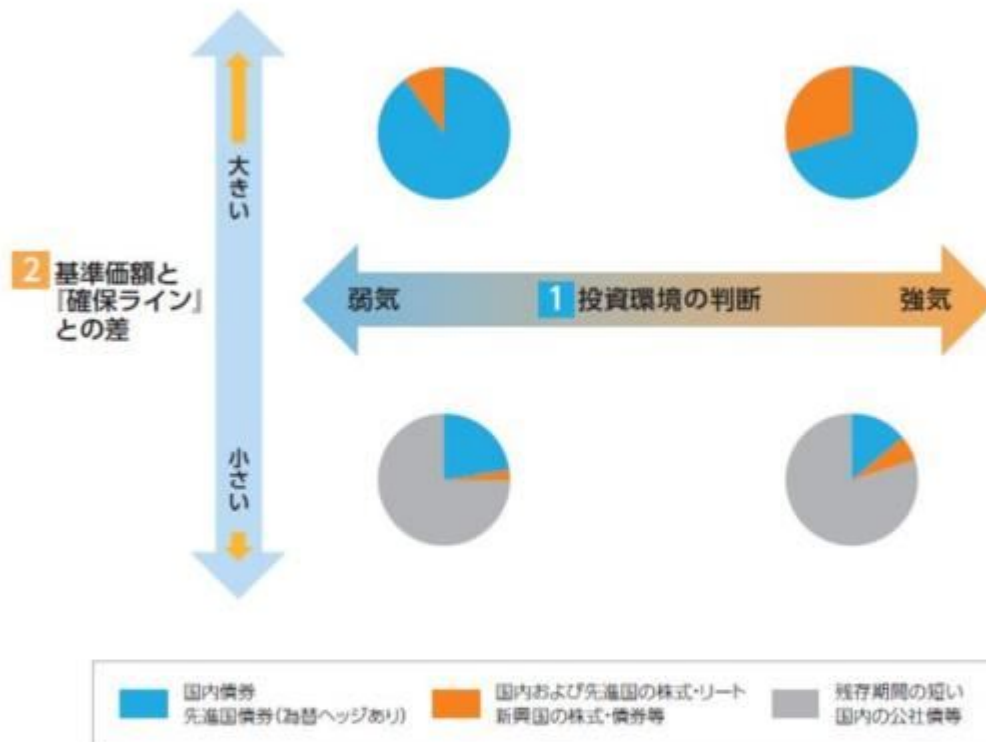 大きい
2 基準価額と
『確保ライン』
との差
小さい
弱気
1 投資環境の判断
強気
国内債券
先進国債券(為替ヘッジあり)
国内および先進国の株式・リート
新興国の株式・債券等
残存期間の短い
国内の公社債等